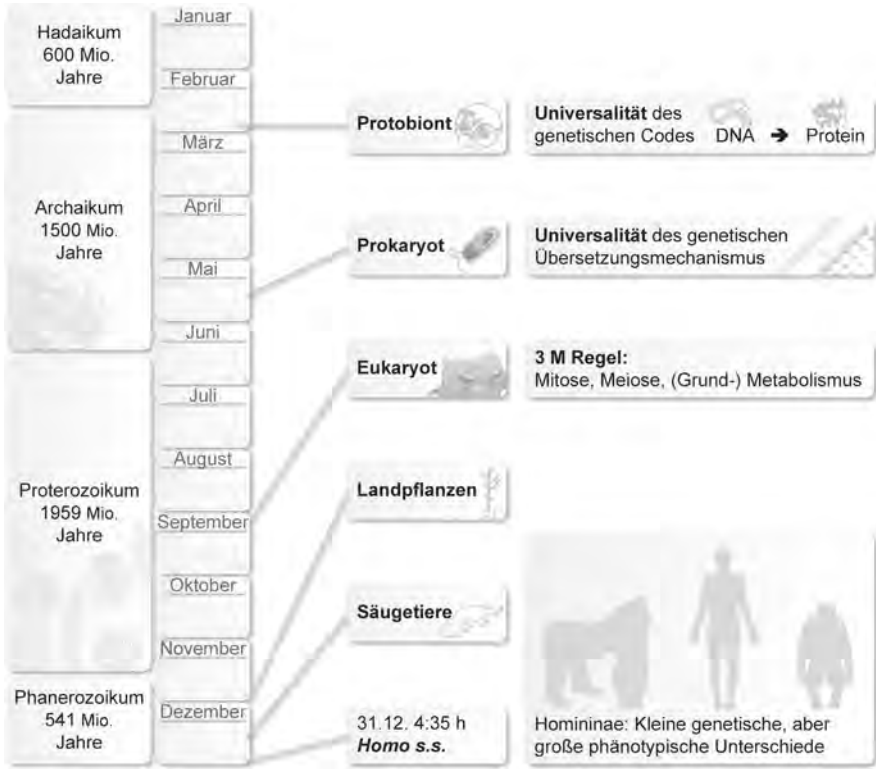 Hadaikum
600 Mio.
Jahre
Archaikum
1500 Mio.
Jahre
Proterozoikum
1959 Mio.
Jahre
Phanerozoikum
541 Mio.
Jahre
Januar
Februar
März
April
Mai
Juni
Juli
August
September
Oktober
November
Dezember
Protobiont
Universalität des
genetischen Codes DNA ➔ Protein
Prokaryot
Universalität des genetischen
Übersetzungsmechanismus
Eukaryot
3 M Regel:
Mitose, Meiose, (Grund-) Metabolismus
Landpflanzen
Säugetiere
31.12. 4:35 h
Homo s.s.
Homininae: Kleine genetische, aber
große phänotypische Unterschiede